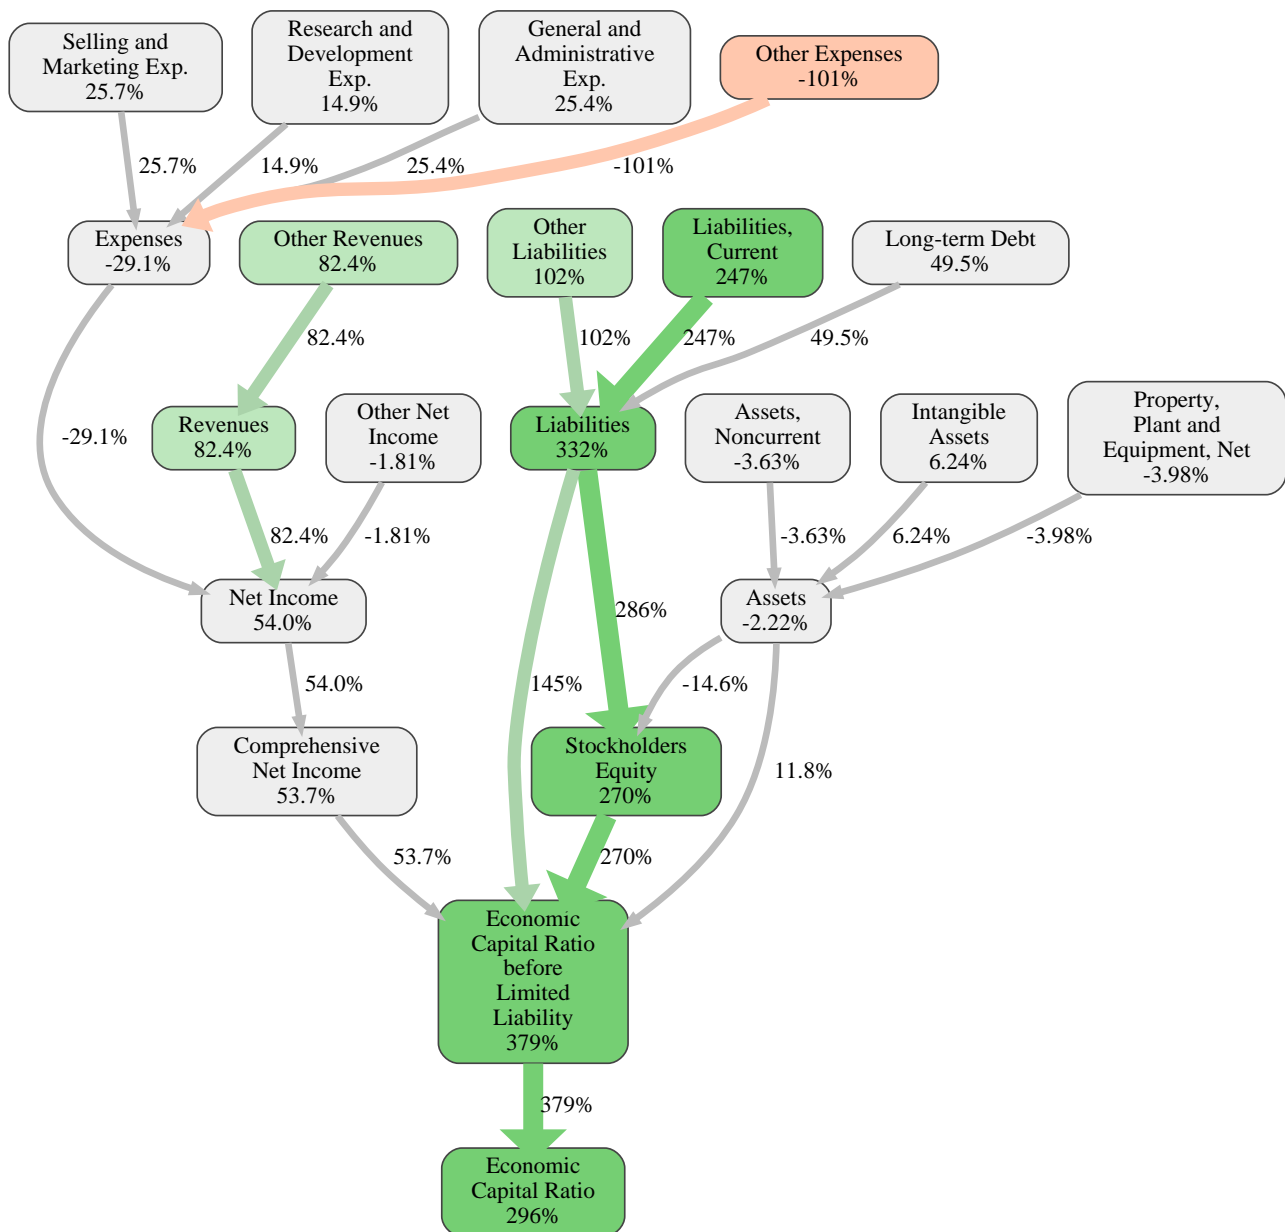 Selling and
Marketing Exp.
25.7%
Research and
Development
Exp.
14.9%
General and
Administrative
Exp.
25.4%
Other Expenses
-101%
25.7%
14.9%
25.4%
-101%
Expenses
-29.1%
Other Revenues
82.4%
Other
Liabilities
102%
Liabilities,
Current
247%
Long-term Debt
49.5%
82.4%
102%
247%
49.5%
-29.1%
Revenues
82.4%
Other Net
Income
-1.81%
Liabilities
332%
Assets,
Noncurrent
-3.63%
Intangible
Assets
6.24%
Property,
Plant and
Equipment, Net
-3.98%
82.4%
-1.81%
-3.63%
6.24%
-3.98%
Net Income
54.0%
286%
Assets
-2.22%
54.0%
145%
-14.6%
Comprehensive
Net Income
53.7%
Stockholders
Equity
270%
11.8%
53.7%
270%
Economic
Capital Ratio
before
Limited
Liability
379%
379%
Economic
Capital Ratio
296%